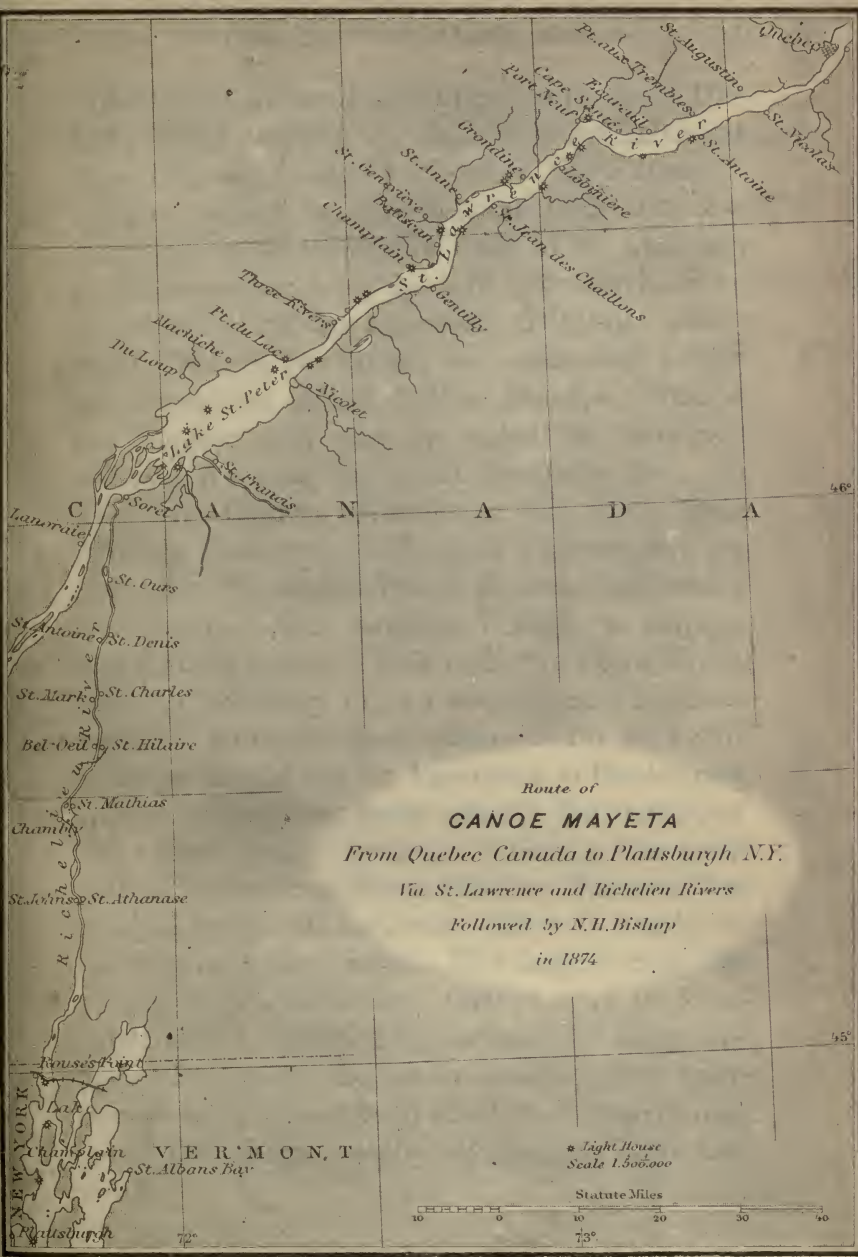 Quebec
St. Augustin
Pt. aux Trembles
Ecureuil
Cape Santé
Port Neuf
St. Nicolas
St. Antoine
Lobinière
Grondine
St. Anne
St. Geneviève
Batiscan
Champlain
St. Jean des Chaillons
Gentilly
St. Lawrence River
Three Rivers
Pt. du Lac
Machiche
Du Loup
Nicolet
Lake St. Peter
St. Francis
Sorel
46°
CANADA
Lanoraie
St. Ours
St. Antoine
St. Denis
St. Mark
St. Charles
Bel-Oeil
St. Hilaire
St. Mathias
Chambly
St. Johns
St. Athanase
Richelieu River
Route of
CANOE MAYETA
From Quebec Canada to Plattsburgh N.Y.
Via St. Lawrence and Richelieu Rivers
Followed by N.H. Bishop
in 1874
45°
Rouse's Point
NEW YORK
Lake
Champlain
VERMONT
St. Albans Bay
Plattsburgh
Light House
Scale 1.500.000
Statute Miles
10 0 10 20 30 40
72° 73°